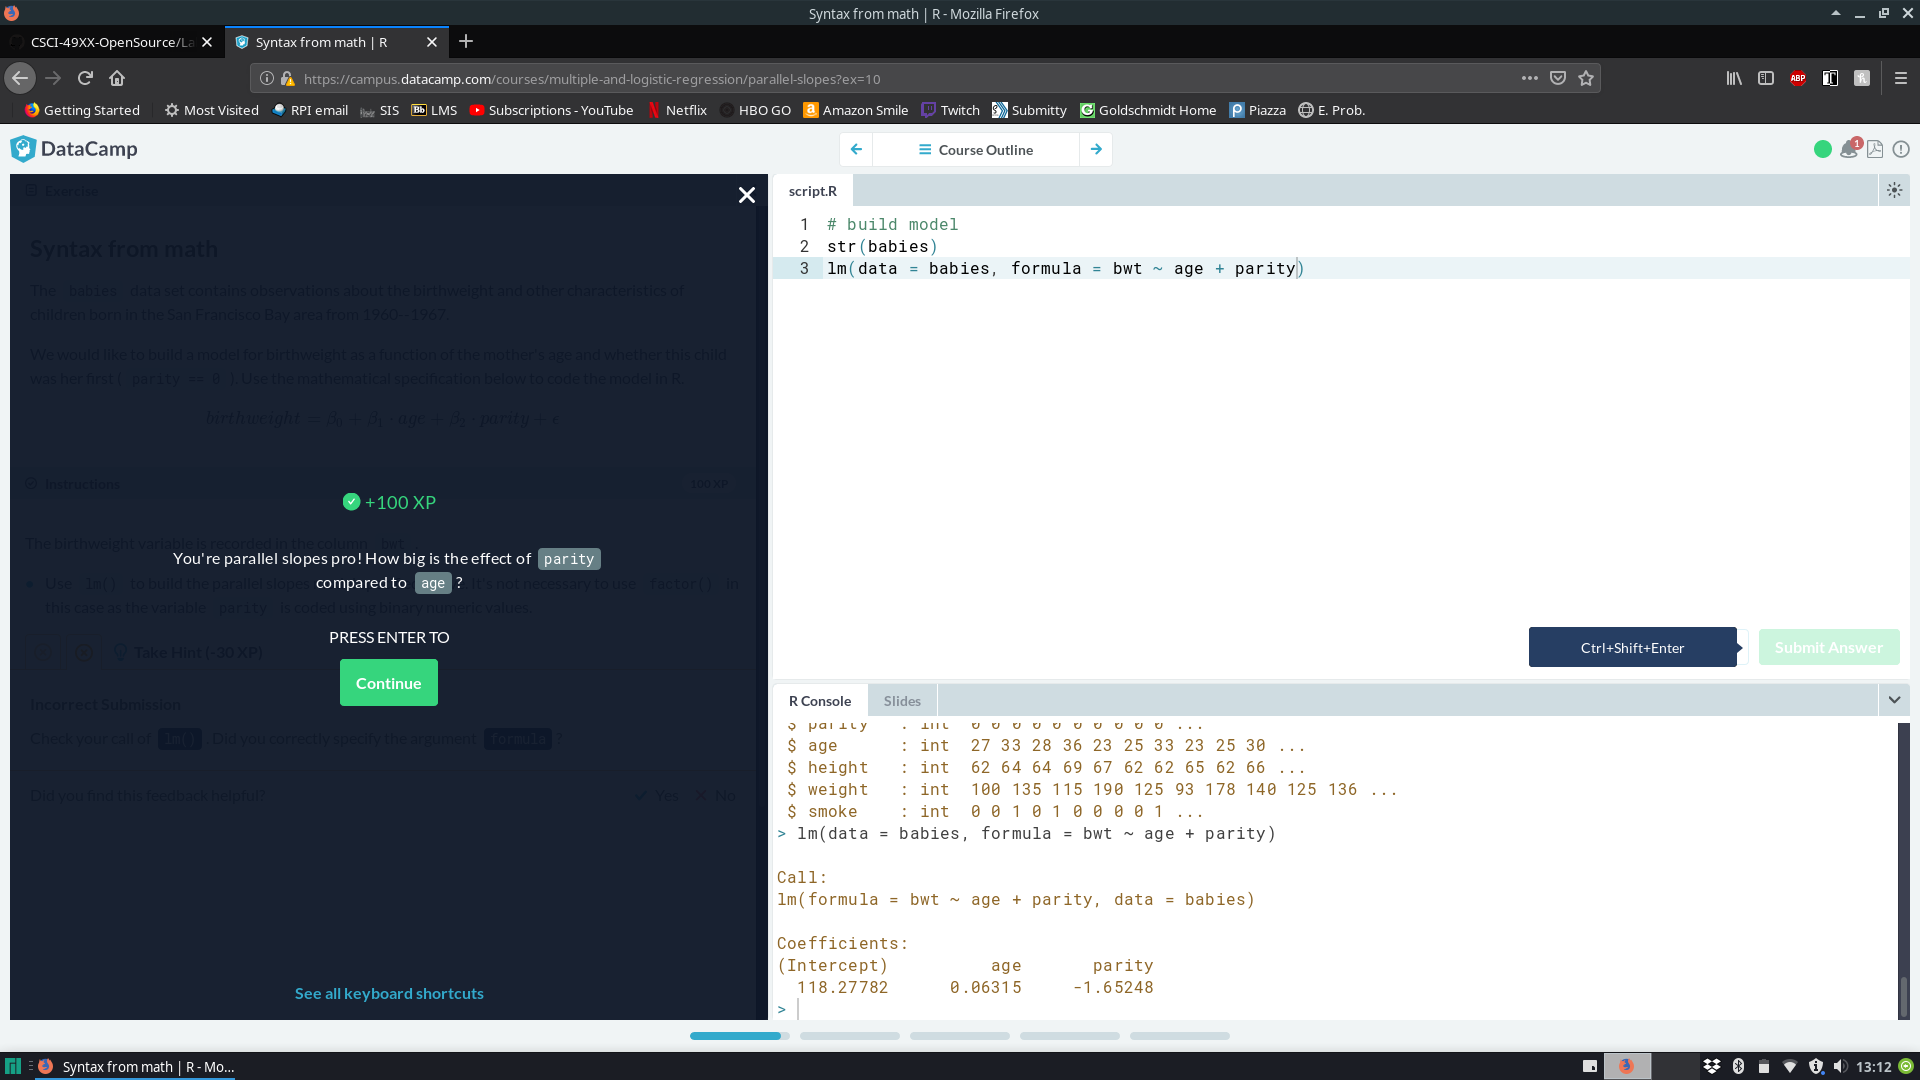 Syntax from math | R - Mozilla Firefox
CSCI-49XX-OpenSource/La
Syntax from math | R
https://campus.datacamp.com/courses/multiple-and-logistic-regression/parallel-slopes?ex=10
ABP
Getting Started
Most Visited
RPI email
SIS
Bb LMS
Subscriptions - YouTube
Netflix
HBO GO
Amazon Smile
Twitch
Submitty
Goldschmidt Home
Piazza
E. Prob.
DataCamp
Course Outline
1
Exercise
Syntax from math
The babies data set contains observations about the birthweight and other characteristics of
children born in the San Francisco Bay area from 1960--1967.
We would like to build a model for birthweight as a function of the mother's age and whether this child
was her first ( parity == 0 ). Use the mathematical specification below to code the model in R.
birthweight = β0 + β1 · age + β2 · parity + ϵ
Instructions
100 XP
+100 XP
The birthweight variable is recorded in the column bwt
You're parallel slopes pro! How big is the effect of parity
compared to age ?
Use lm() to build the parallel slopes
It's not necessary to use factor() in
this case as the variable parity is coded using binary numeric values.
PRESS ENTER TO
Take Hint (-30 XP)
Continue
Incorrect Submission
Check your call of lm() . Did you correctly specify the argument formula ?
Did you find this feedback helpful?
Yes
No
See all keyboard shortcuts
script.R
1 # build model
2 str(babies)
3 lm(data = babies, formula = bwt ~ age + parity)
Ctrl+Shift+Enter
Submit Answer
R Console
Slides
$ parity : int 0 0 0 0 0 0 0 0 0 0 ...
$ age : int 27 33 28 36 23 25 33 23 25 30 ...
$ height : int 62 64 64 69 67 62 62 65 62 66 ...
$ weight : int 100 135 115 190 125 93 178 140 125 136 ...
$ smoke : int 0 0 1 0 1 0 0 0 0 1 ...
> lm(data = babies, formula = bwt ~ age + parity)
Call:
lm(formula = bwt ~ age + parity, data = babies)
Coefficients:
(Intercept) age parity
118.27782 0.06315 -1.65248
>
Syntax from math | R - Mo...
13:12